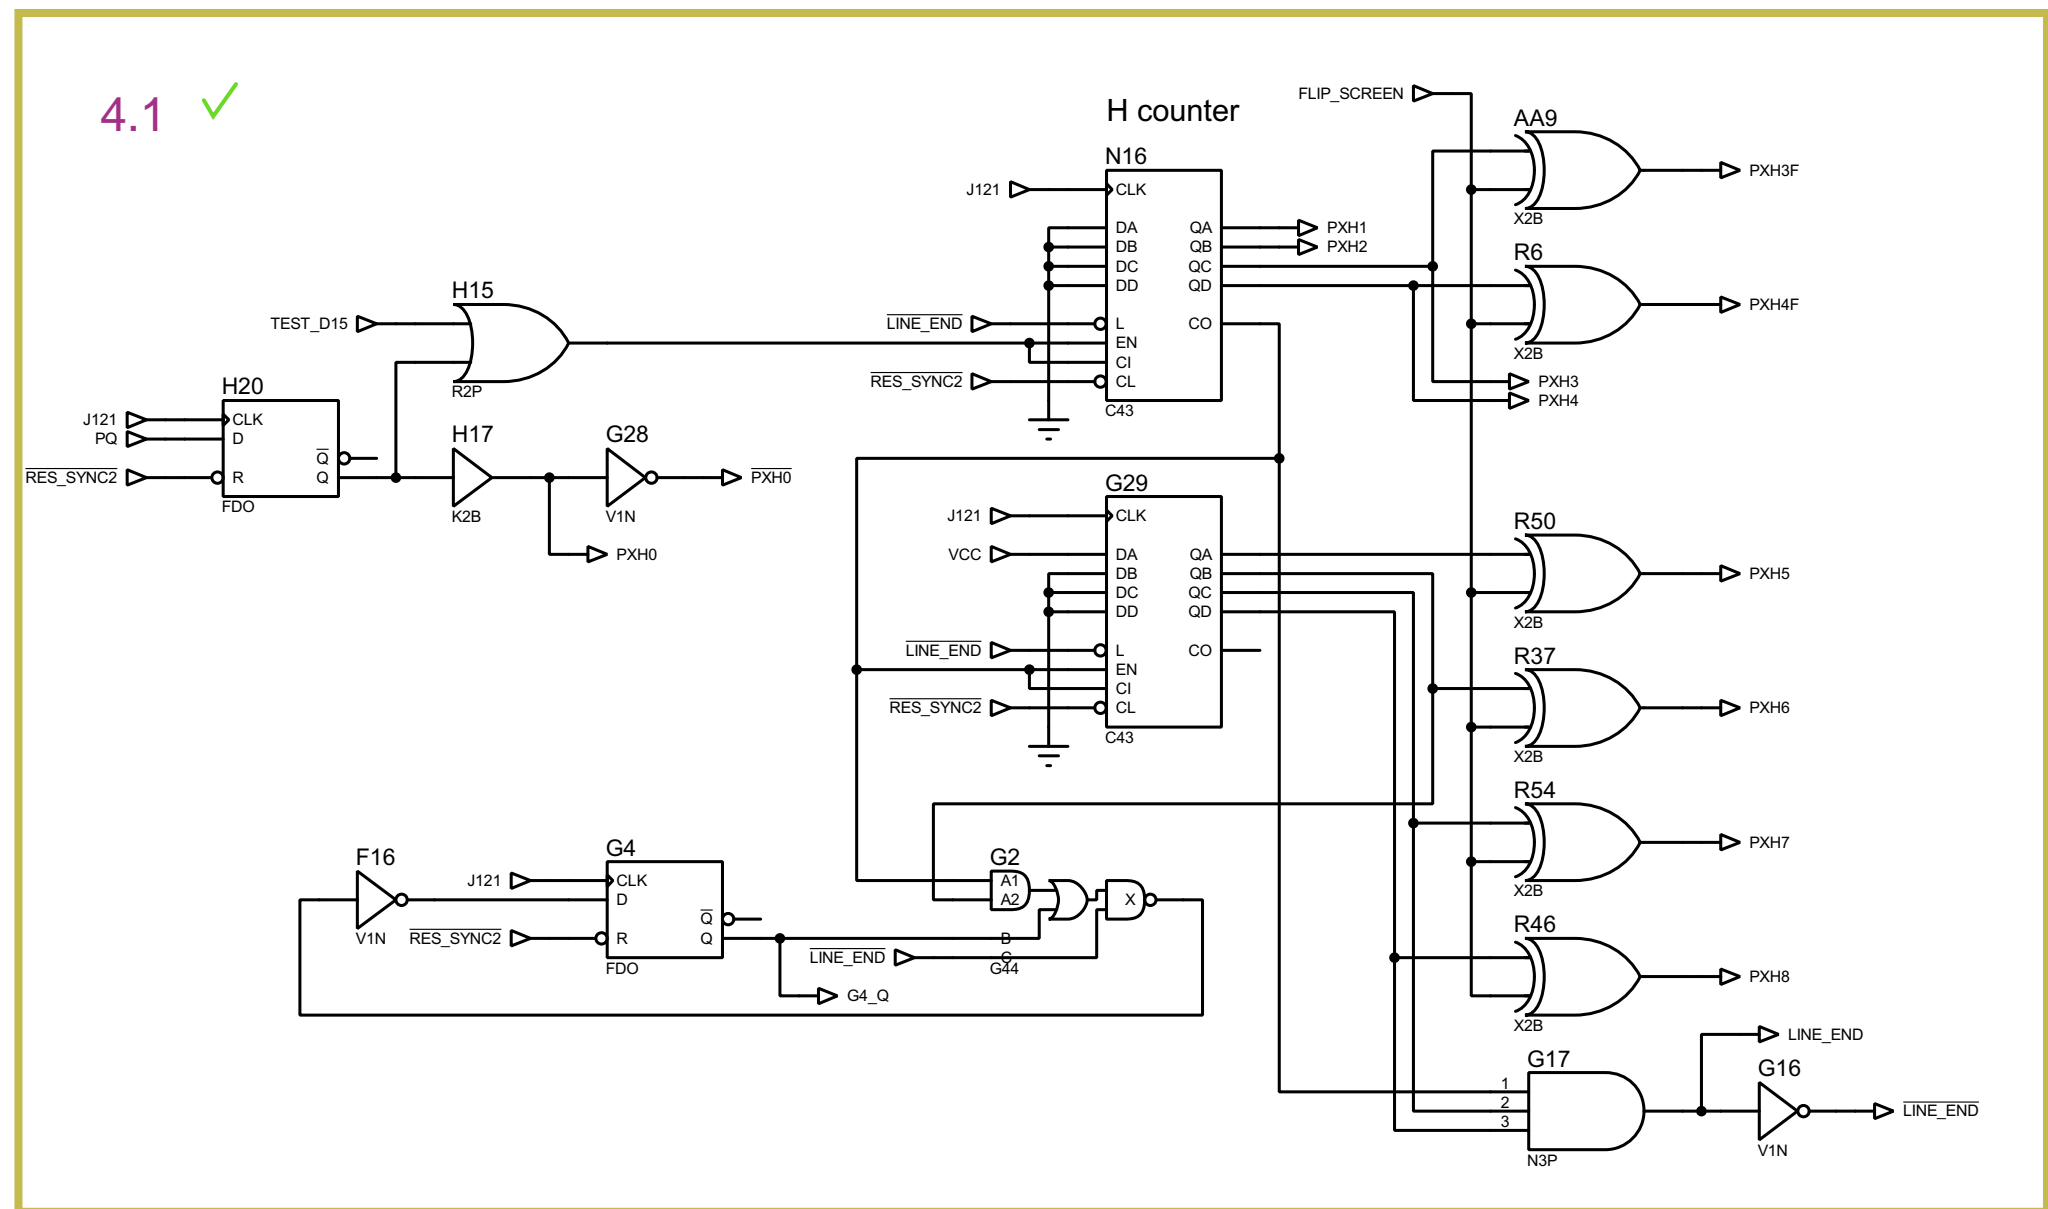 4.1
H counter
FLIP_SCREEN
AA9
X2B
PXH3F
N16
J121
CLK
DA QA PXH1
DB QB PXH2
DC QC
DD QD
LINE_END L CO
EN
CI
RES_SYNC2 CL
C43
R6
X2B
PXH4F
PXH3
PXH4
H15
TEST_D15
R2P
H20
J121 CLK
PQ D
Q
RES_SYNC2 R Q
FDO
H17
K2B
G28
V1N
PXH0
PXH0
G29
J121 CLK
VCC DA QA
DB QB
DC QC
DD QD
LINE_END L CO
EN
CI
RES_SYNC2 CL
C43
R50
X2B
PXH5
R37
X2B
PXH6
R54
X2B
PXH7
R46
X2B
PXH8
F16
V1N
G4
J121 CLK
D
Q
RES_SYNC2 R Q
FDO
G4_Q
G2
A1
A2
X
B
LINE_END C
G44
G17
1
2
3
N3P
LINE_END
G16
V1N
LINE_END